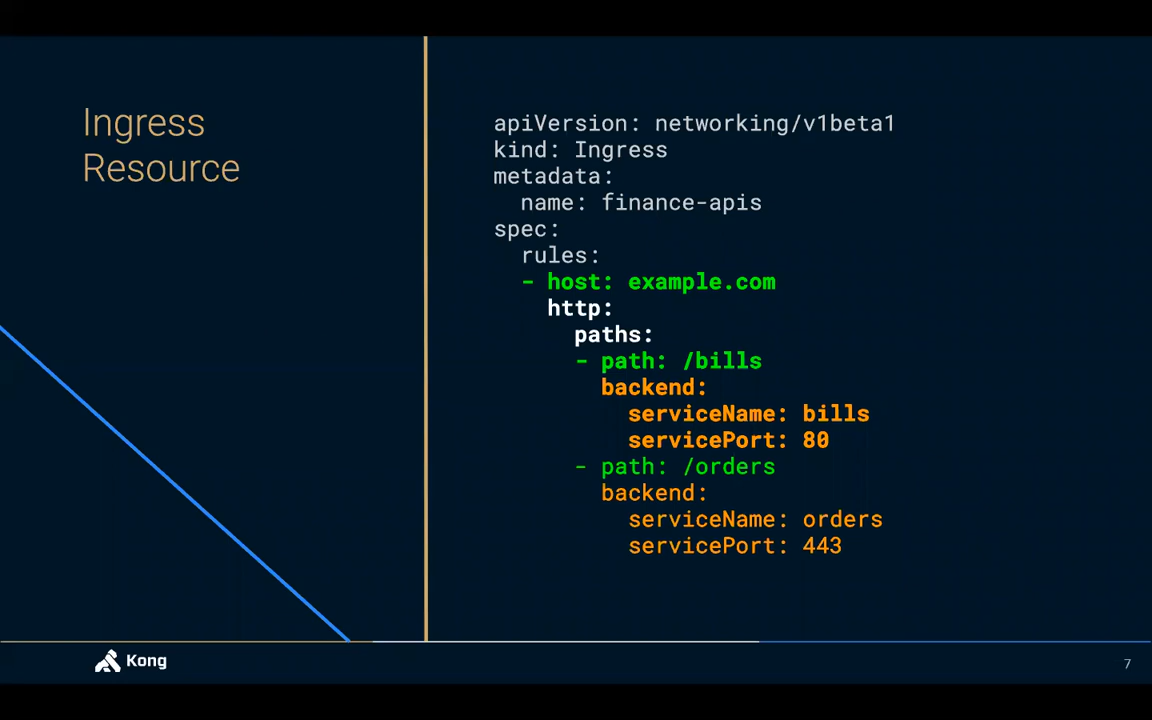 Ingress
Resource
apiVersion: networking/v1beta1
kind: Ingress
metadata:
  name: finance-apis
spec:
  rules:
  - host: example.com
    http:
      paths:
      - path: /bills
        backend:
          serviceName: bills
          servicePort: 80
      - path: /orders
        backend:
          serviceName: orders
          servicePort: 443
Kong
7